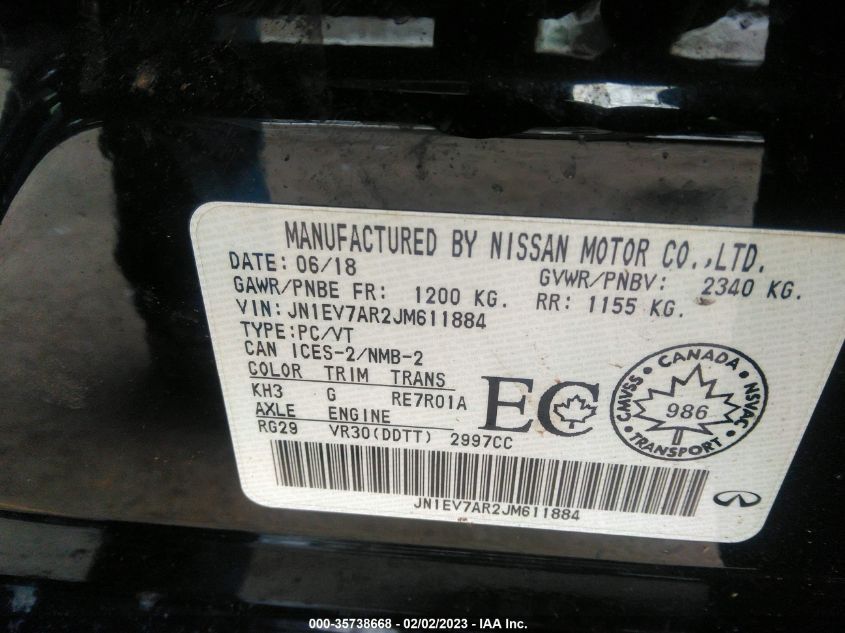 MANUFACTURED BY NISSAN MOTOR CO.,LTD.
DATE: 06/18 GVWR/PNBV: 2340 KG.
GAWR/PNBE FR: 1200 KG. RR: 1155 KG.
VIN: JN1EV7AR2JM611884
TYPE:PC/VT
CAN ICES-2/NMB-2
COLOR TRIM TRANS
KH3 G RE7R01A
AXLE ENGINE
RG29 VR30(DDTT) 2997CC
EC
CANADA
CMVSS NSVAC
986
TRANSPORT
JN1EV7AR2JM611884
000-35738668 - 02/02/2023 - IAA Inc.